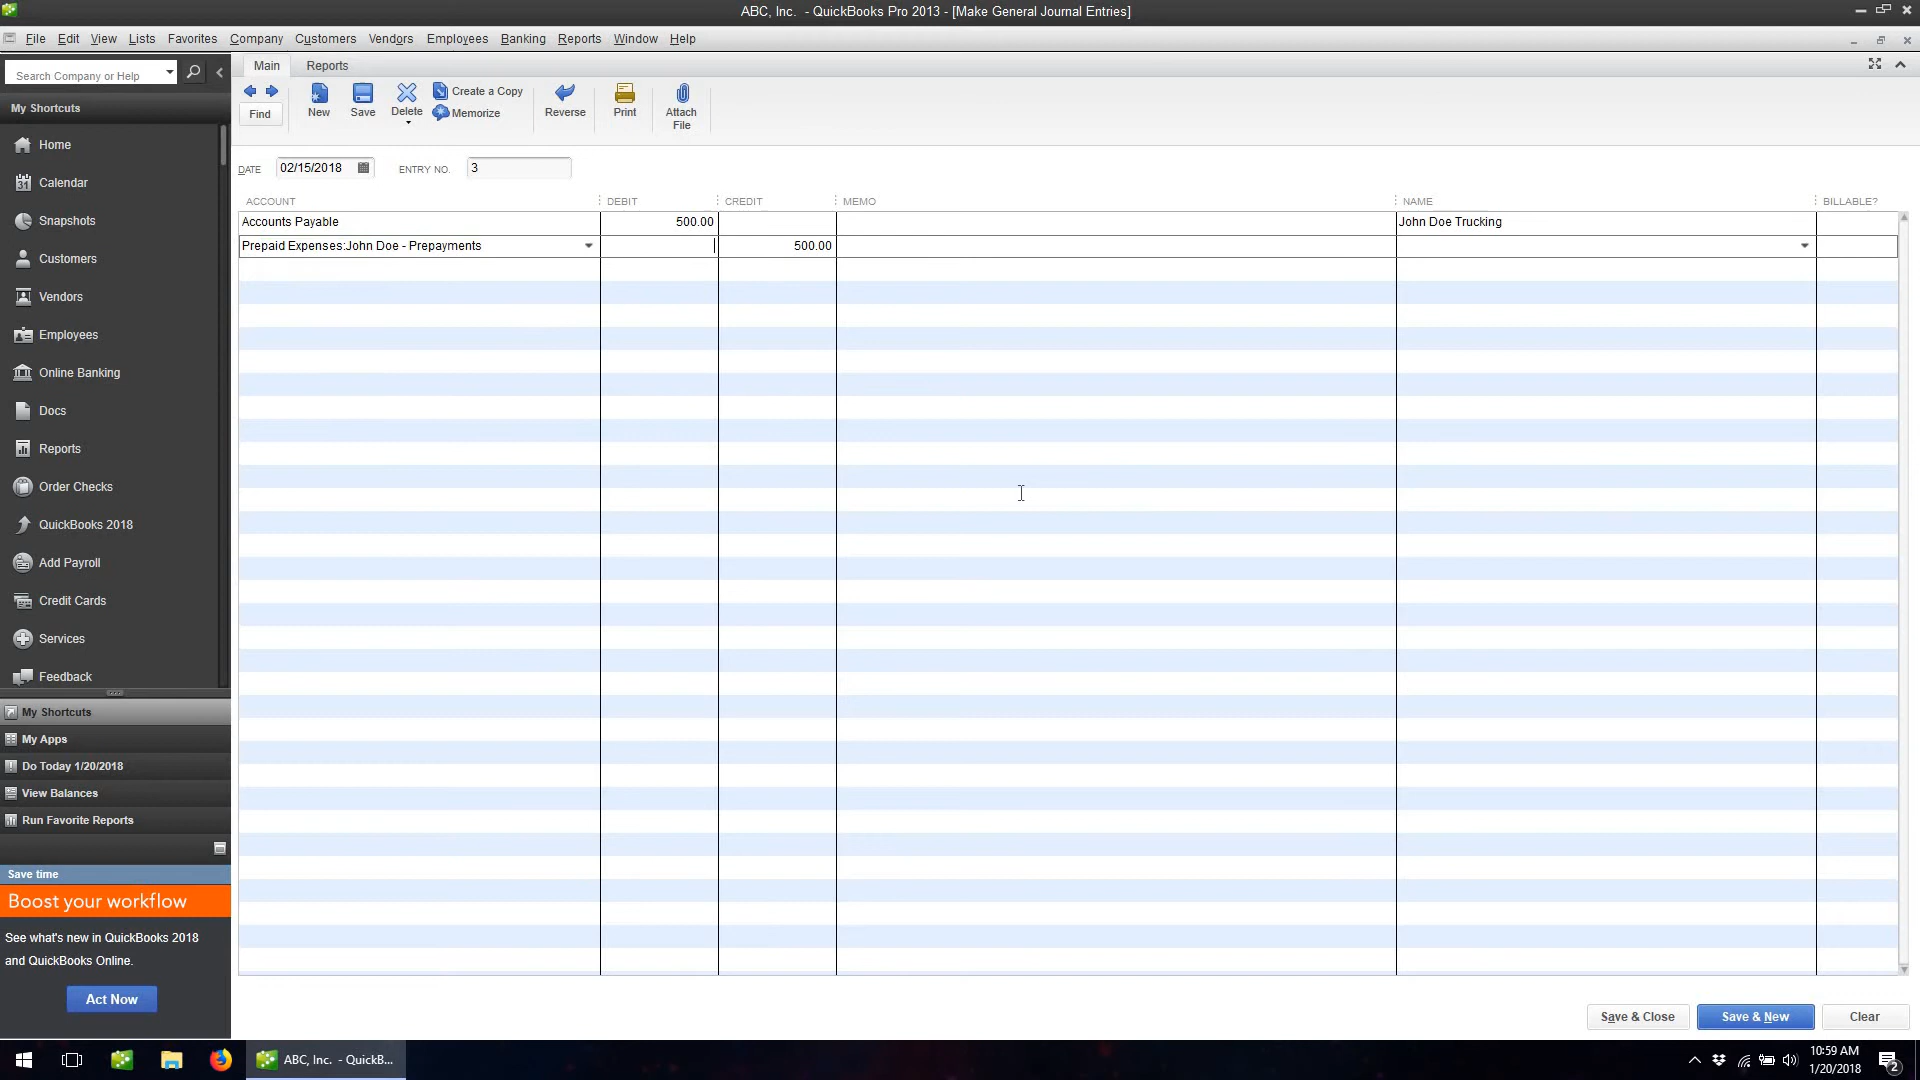 ABC, Inc. - QuickBooks Pro 2013 - [Make General Journal Entries]
File Edit View Lists Favorites Company Customers Vendors Employees Banking Reports Window Help
Search Company or Help
Main Reports
Find
New
Save
Delete
Create a Copy
Memorize
Reverse
Print
Attach
File
My Shortcuts
Home
31 Calendar
Snapshots
Customers
Vendors
Employees
Online Banking
Docs
Reports
Order Checks
QuickBooks 2018
Add Payroll
Credit Cards
Services
Feedback
My Shortcuts
My Apps
Do Today 1/20/2018
View Balances
Run Favorite Reports
Save time
Boost your workflow
See what's new in QuickBooks 2018
and QuickBooks Online.
Act Now
DATE 02/15/2018 ENTRY NO. 3
ACCOUNT DEBIT CREDIT MEMO NAME BILLABLE?
Accounts Payable 500.00 John Doe Trucking
Prepaid Expenses:John Doe - Prepayments 500.00
Save & Close Save & New Clear
ABC, Inc. - QuickB...
10:59 AM
1/20/2018
2